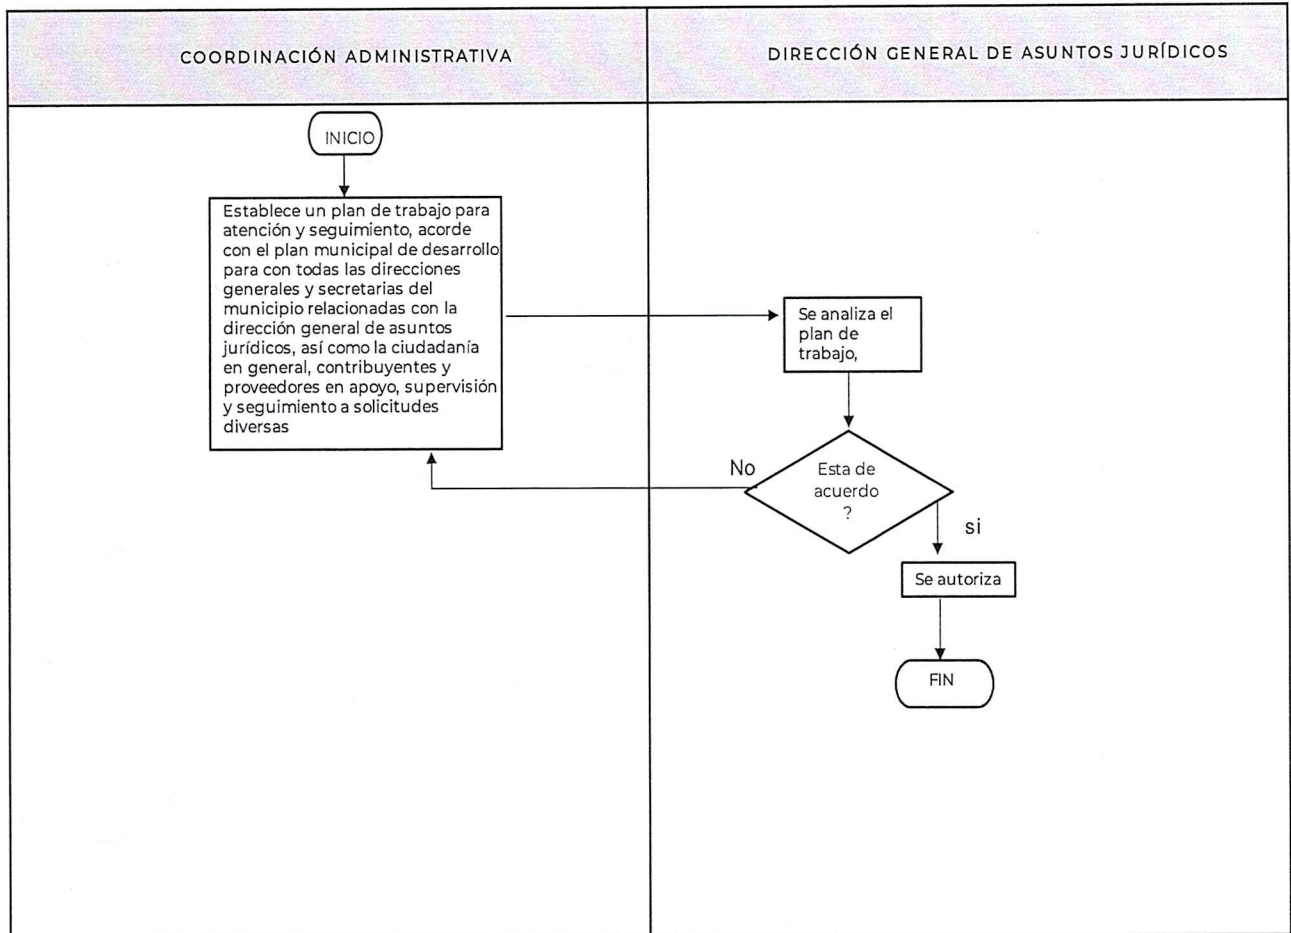 COORDINACIÓN ADMINISTRATIVA
DIRECCIÓN GENERAL DE ASUNTOS JURÍDICOS
INICIO
Establece un plan de trabajo para
atención y seguimiento, acorde
con el plan municipal de desarrollo
para con todas las direcciones
generales y secretarias del
municipio relacionadas con la
dirección general de asuntos
jurídicos, así como la ciudadanía
en general, contribuyentes y
proveedores en apoyo, supervisión
y seguimiento a solicitudes
diversas
Se analiza el
plan de
trabajo,
No
Esta de
acuerdo
?
si
Se autoriza
FIN